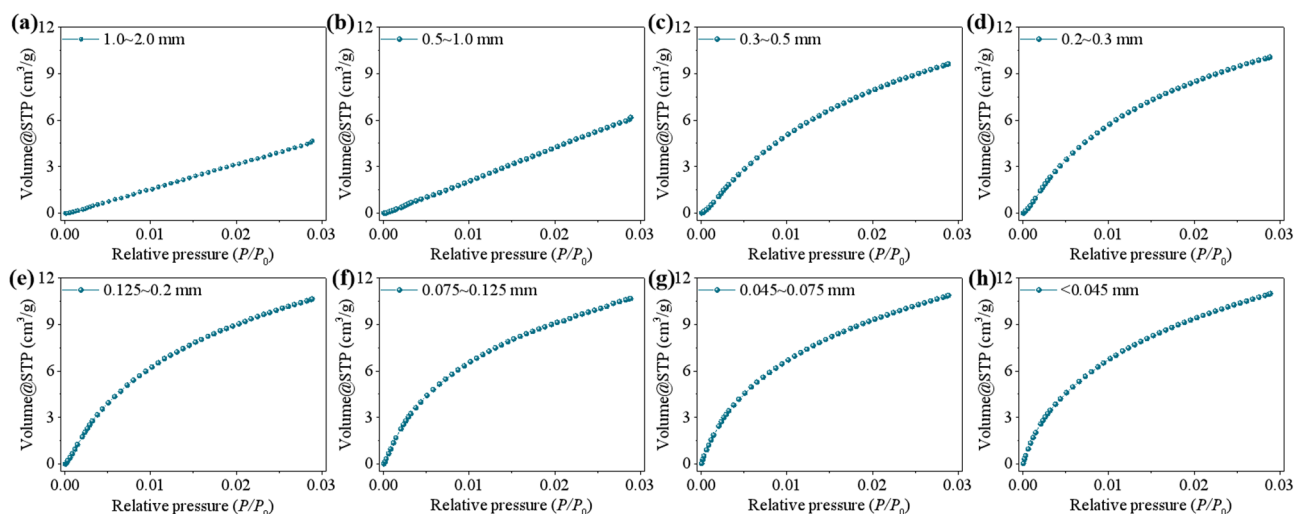 (a)
12
9
6
3
0
1.0~2.0 mm
Volume@STP (cm³/g)
0.00 0.01 0.02 0.03
Relative pressure (P/P₀)
(b)
12
9
6
3
0
0.5~1.0 mm
Volume@STP (cm³/g)
0.00 0.01 0.02 0.03
Relative pressure (P/P₀)
(c)
12
9
6
3
0
0.3~0.5 mm
Volume@STP (cm³/g)
0.00 0.01 0.02 0.03
Relative pressure (P/P₀)
(d)
12
9
6
3
0
0.2~0.3 mm
Volume@STP (cm³/g)
0.00 0.01 0.02 0.03
Relative pressure (P/P₀)
(e)
12
9
6
3
0
0.125~0.2 mm
Volume@STP (cm³/g)
0.00 0.01 0.02 0.03
Relative pressure (P/P₀)
(f)
12
9
6
3
0
0.075~0.125 mm
Volume@STP (cm³/g)
0.00 0.01 0.02 0.03
Relative pressure (P/P₀)
(g)
12
9
6
3
0
0.045~0.075 mm
Volume@STP (cm³/g)
0.00 0.01 0.02 0.03
Relative pressure (P/P₀)
(h)
12
9
6
3
0
<0.045 mm
Volume@STP (cm³/g)
0.00 0.01 0.02 0.03
Relative pressure (P/P₀)